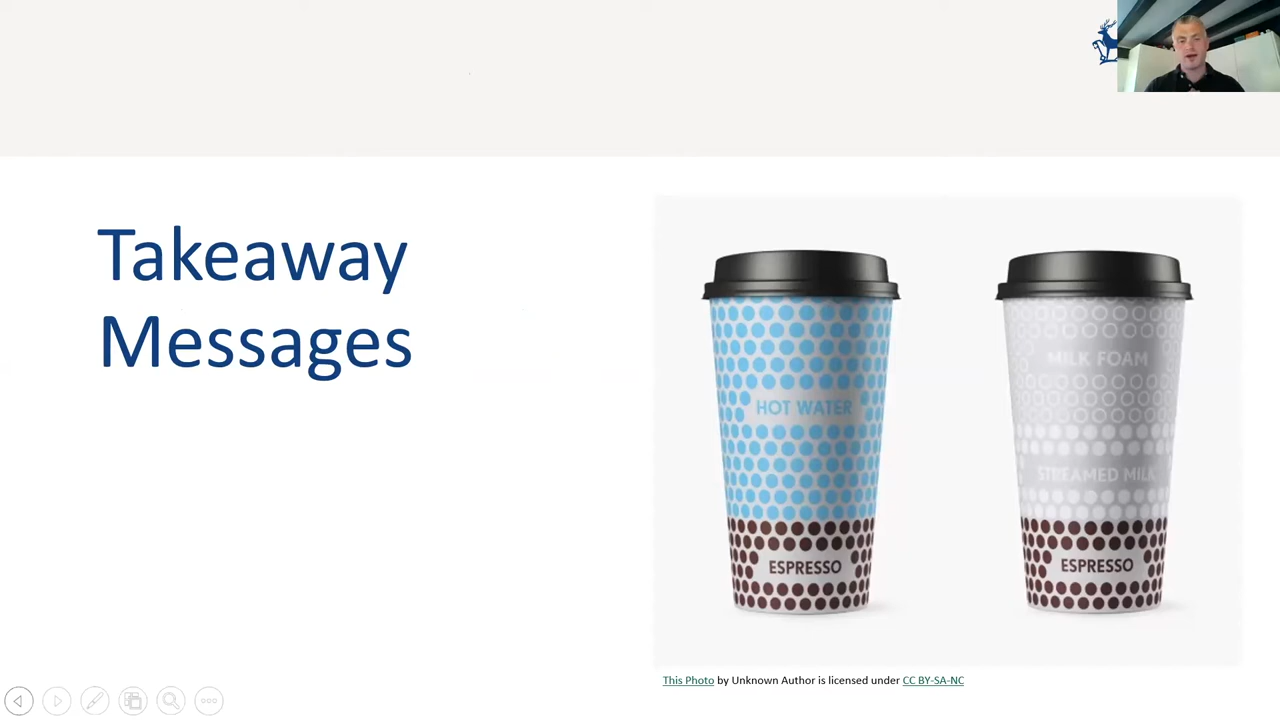 Takeaway
Messages
HOT WATER
ESPRESSO
MILK FOAM
STREAMED MILK
ESPRESSO
This Photo by Unknown Author is licensed under CC BY-SA-NC